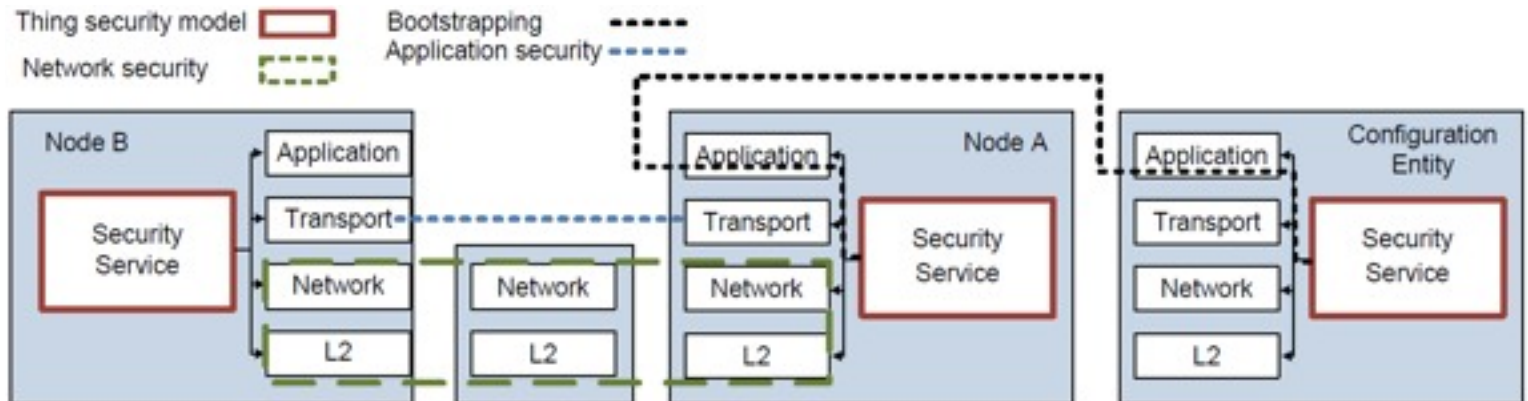 Thing security model
Bootstrapping
Application security
Network security
Node B
Application
Transport
Network
L2
Security
Service
Network
L2
Node A
Application
Transport
Network
L2
Security
Service
Configuration
Entity
Application
Transport
Network
L2
Security
Service